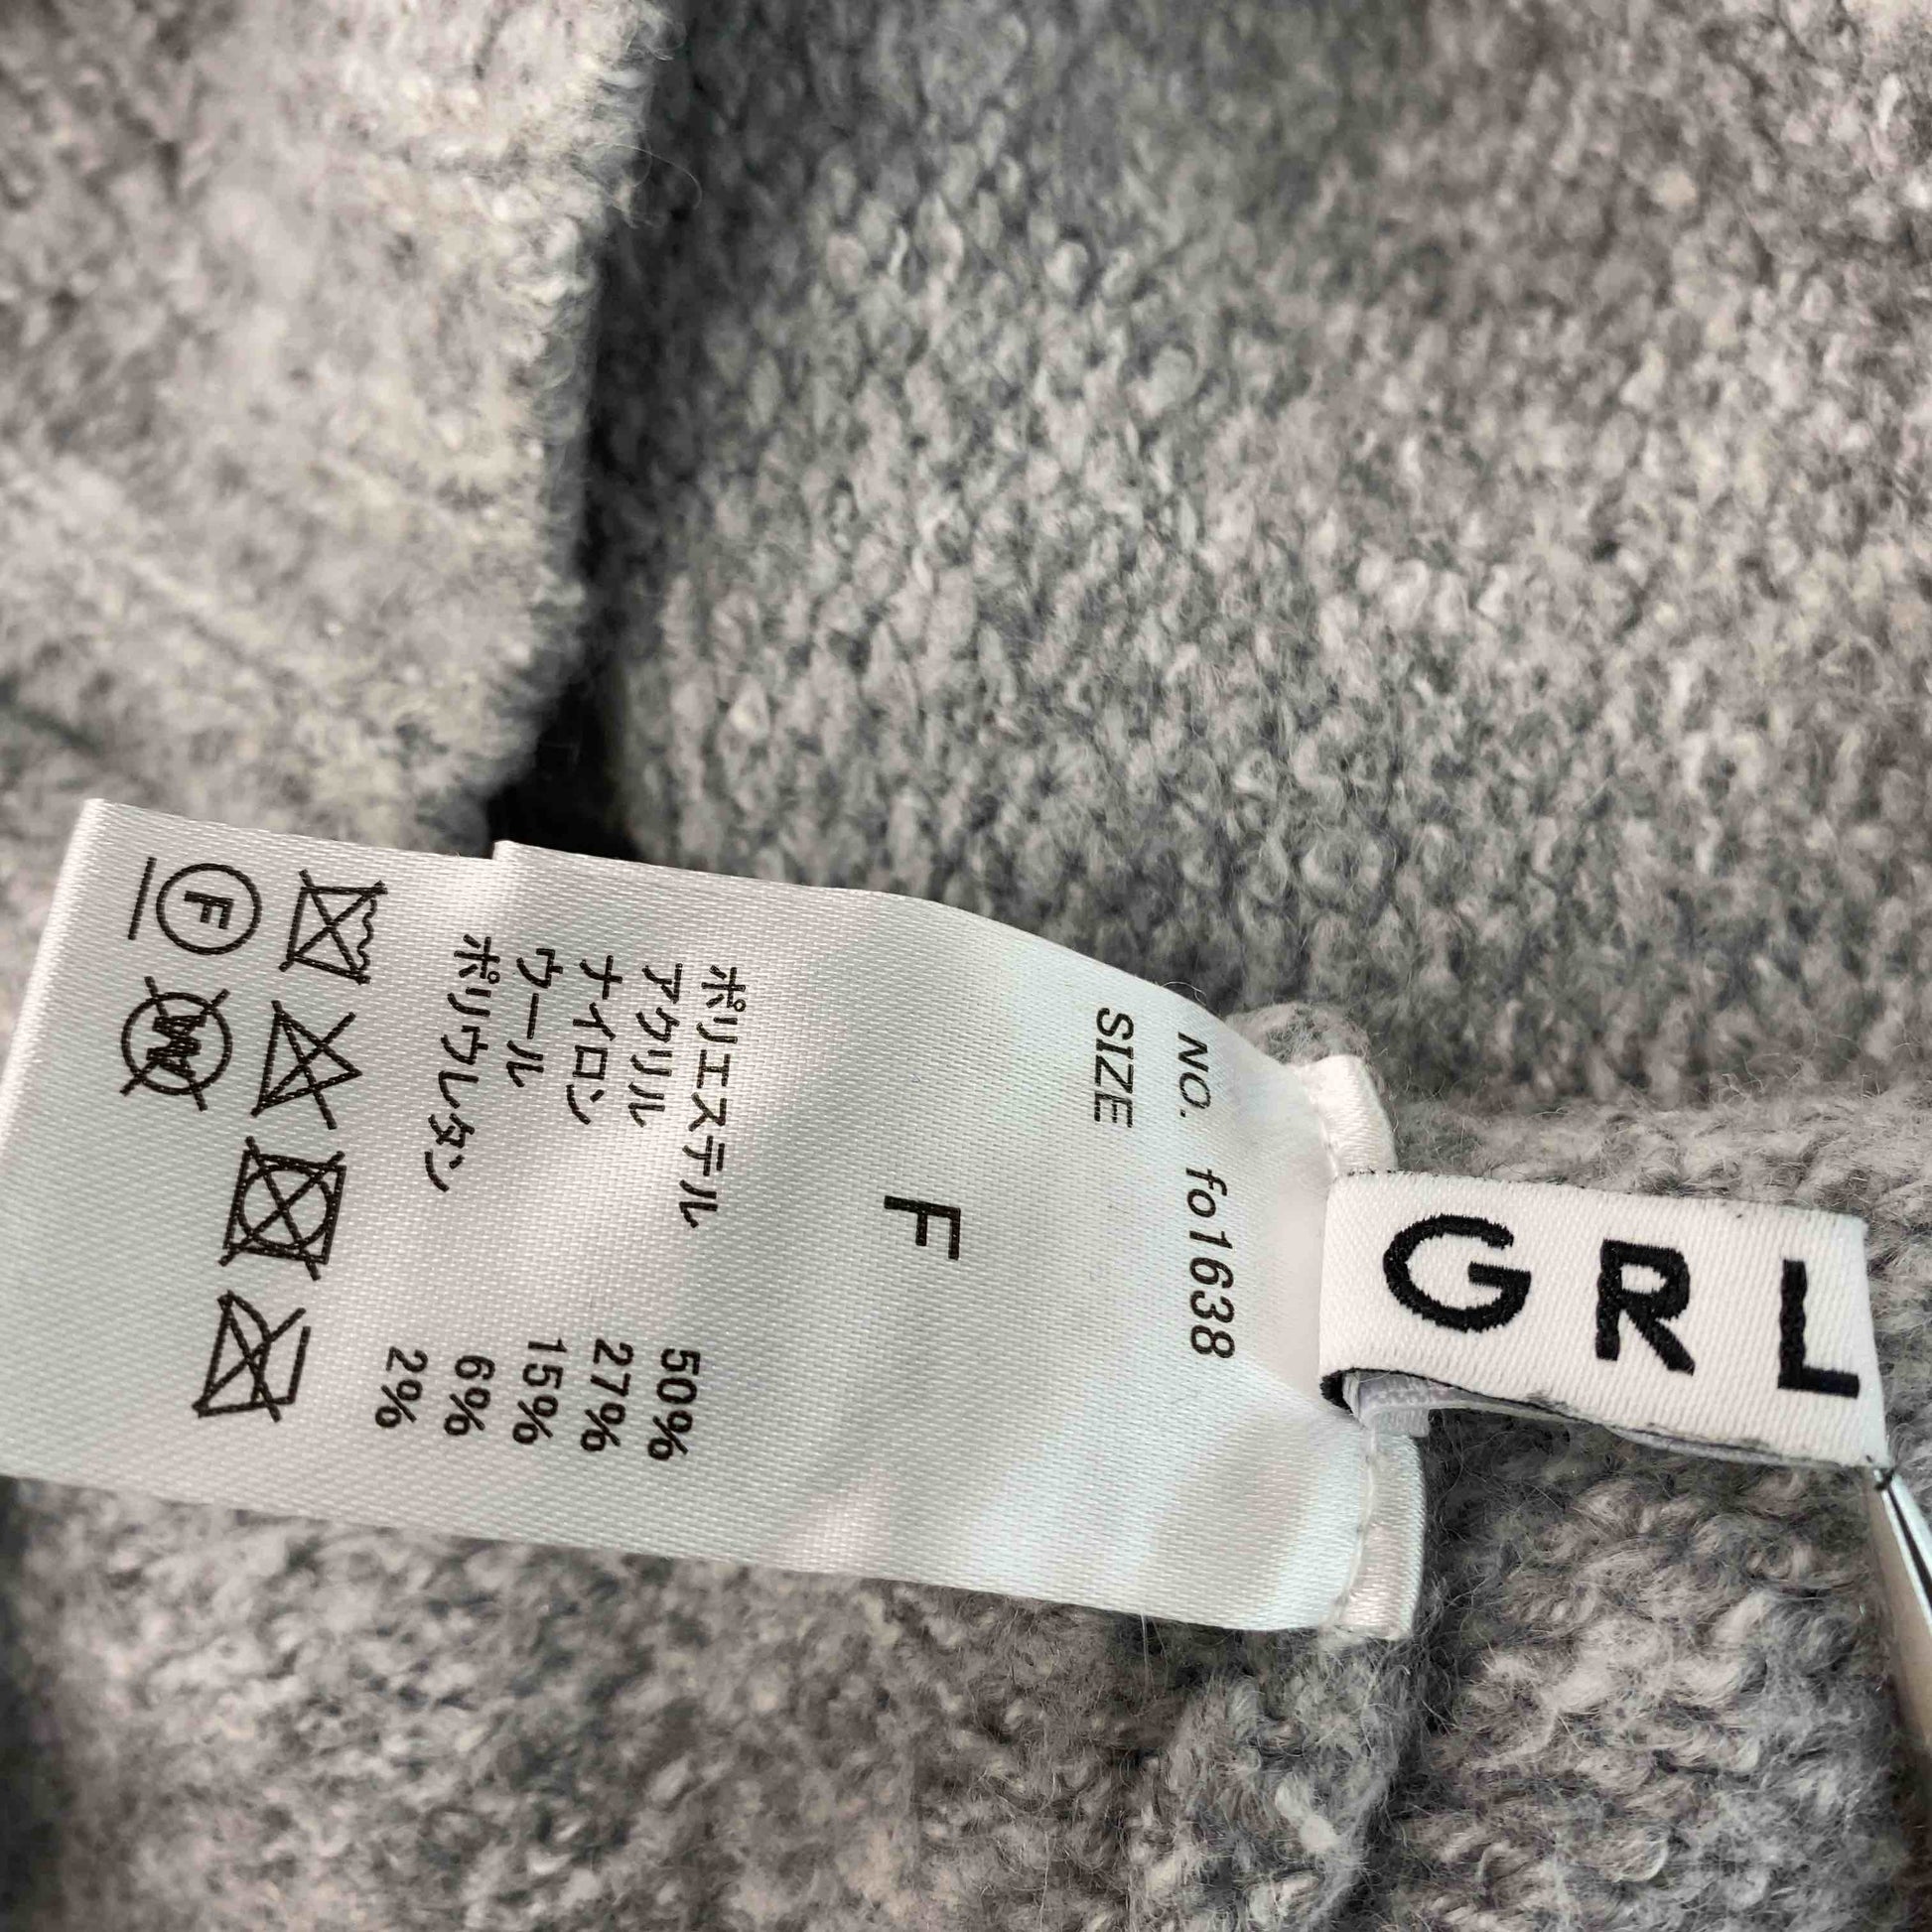 GRL
NO. fo1638
SIZE
F
ポリエステル 50%
アクリル 27%
ナイロン 15%
ウール 6%
ポリウレタン 2%
F W